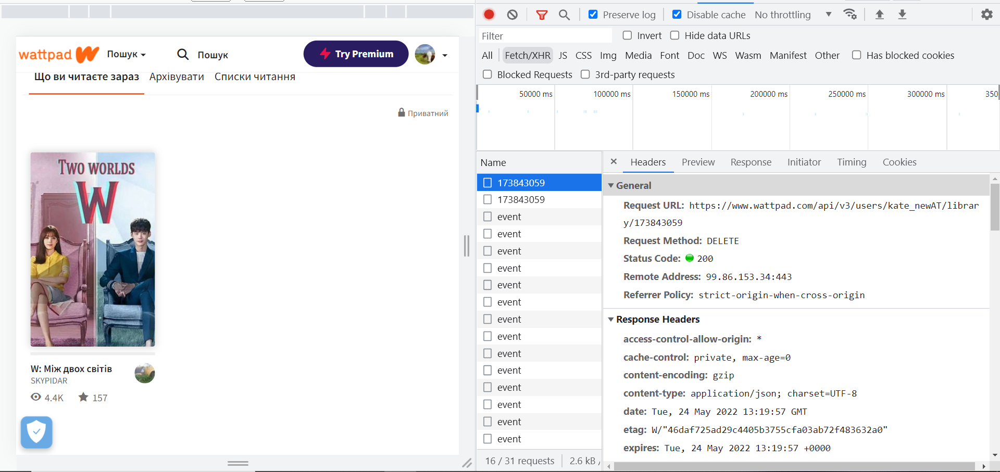 wattpad
Пошук
Пошук
Try Premium
Що ви читаєте зараз
Архівувати
Списки читання
Приватний
TWO WORLDS
W
W: Між двох світів
SKYPIDAR
4.4K
157
Preserve log
Disable cache
No throttling
Filter
Invert
Hide data URLs
All
Fetch/XHR
JS
CSS
Img
Media
Font
Doc
WS
Wasm
Manifest
Other
Has blocked cookies
Blocked Requests
3rd-party requests
50000 ms
100000 ms
150000 ms
200000 ms
250000 ms
300000 ms
350
Name
173843059
173843059
event
event
event
event
event
event
event
event
event
event
event
event
event
event
16 / 31 requests
2.6 kB /
Headers
Preview
Response
Initiator
Timing
Cookies
General
Request URL: https://www.wattpad.com/api/v3/users/kate_newAT/librar
y/173843059
Request Method: DELETE
Status Code: 200
Remote Address: 99.86.153.34:443
Referrer Policy: strict-origin-when-cross-origin
Response Headers
access-control-allow-origin: *
cache-control: private, max-age=0
content-encoding: gzip
content-type: application/json; charset=UTF-8
date: Tue, 24 May 2022 13:19:57 GMT
etag: W/"46daf725ad29c4405b3755cfa03ab72f483632a0"
expires: Tue, 24 May 2022 13:19:57 +0000